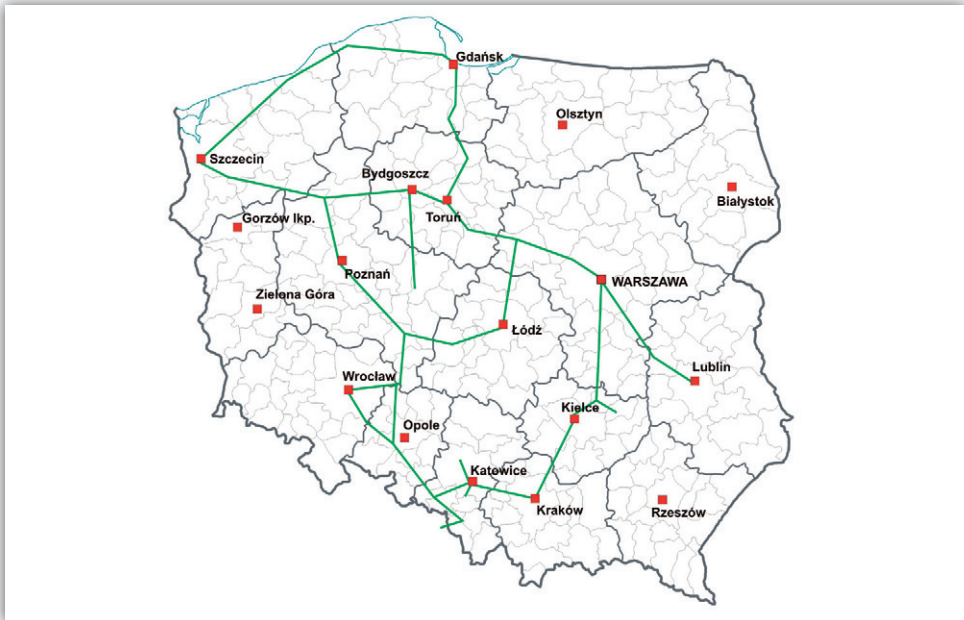 Gdańsk
Olsztyn
Szczecin
Bydgoszcz
Białystok
Toruń
Gorzów lkp.
Poznań
WARSZAWA
Zielona Góra
Łódź
Lublin
Wrocław
Kielce
Opole
Katowice
Kraków
Rzeszów